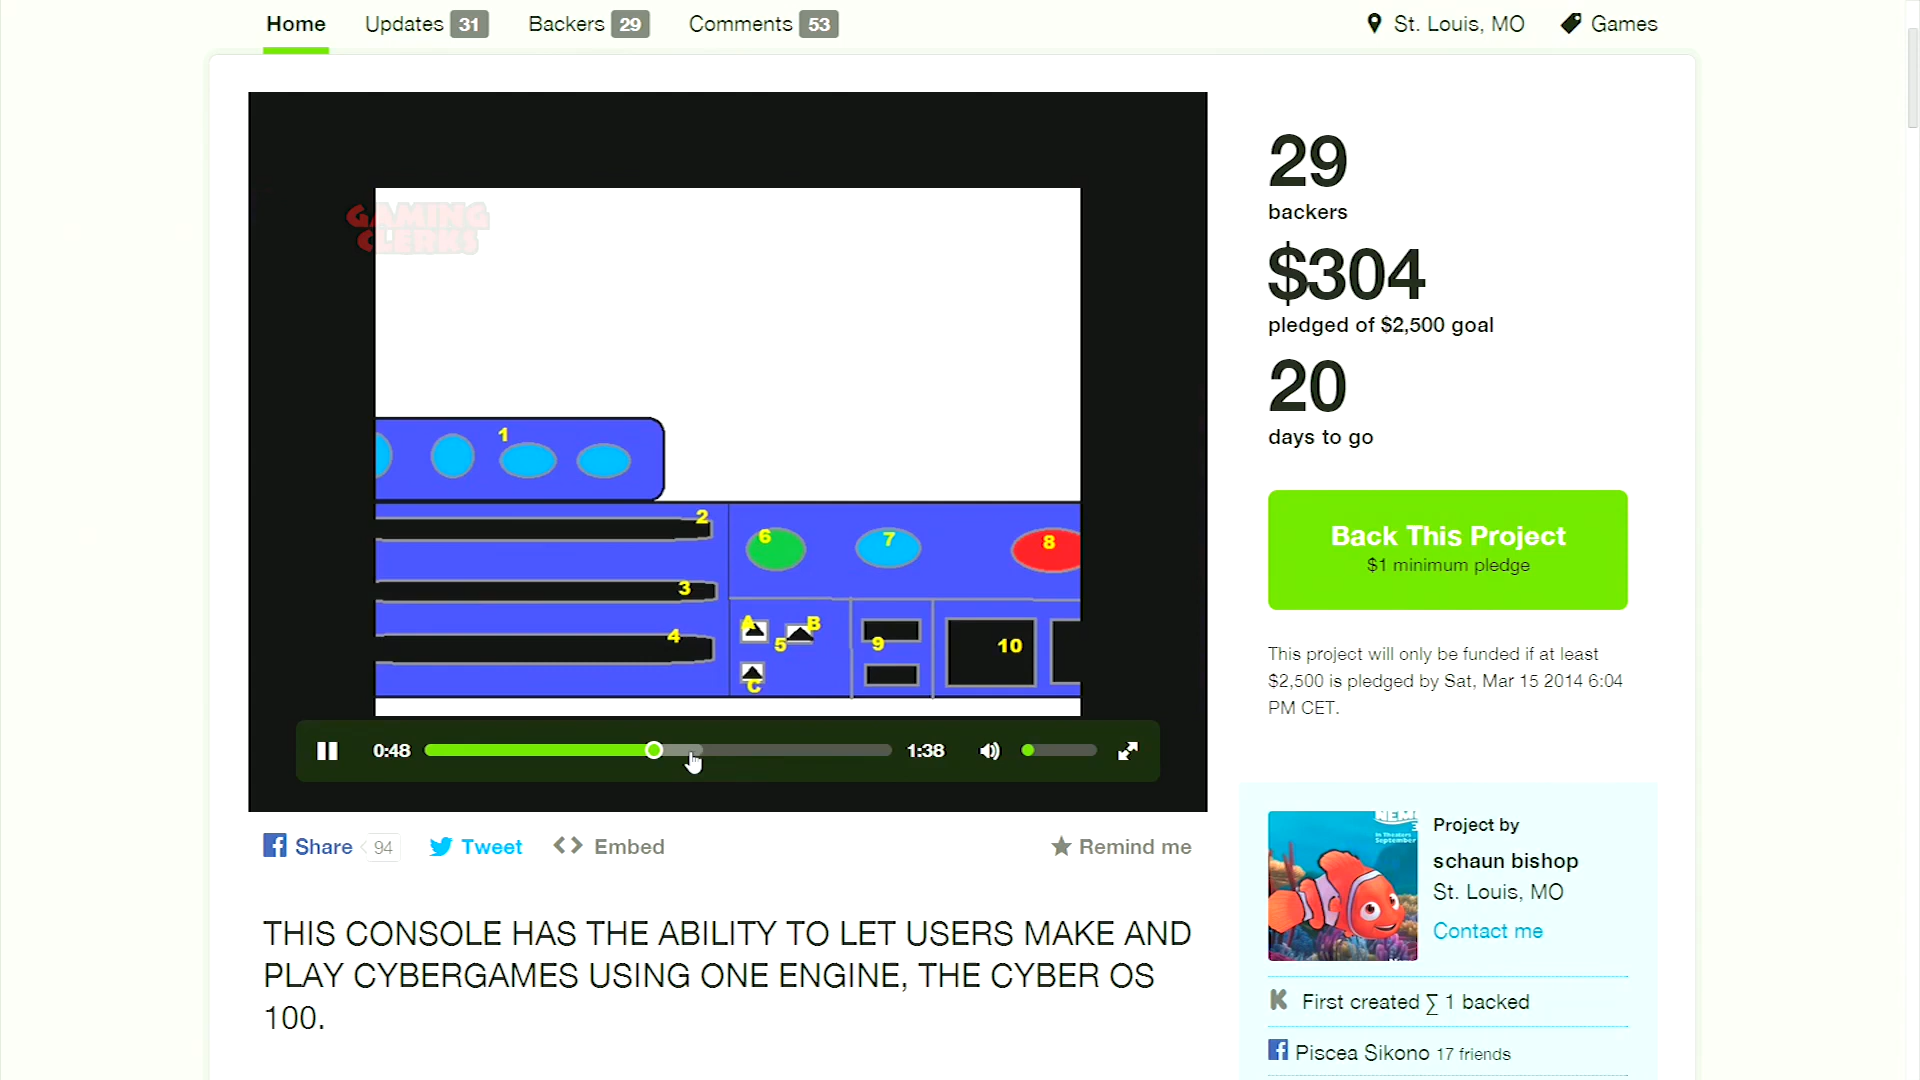 Home
Updates 31
Backers 29
Comments 53
St. Louis, MO
Games
GAMING
CLERKS
1
2
3
4
6
7
8
A
B
5
C
9
10
0:48
1:38
29
backers
$304
pledged of $2,500 goal
20
days to go
Back This Project
$1 minimum pledge
This project will only be funded if at least
$2,500 is pledged by Sat, Mar 15 2014 6:04
PM CET.
Share 94
Tweet
Embed
Remind me
THIS CONSOLE HAS THE ABILITY TO LET USERS MAKE AND
PLAY CYBERGAMES USING ONE ENGINE, THE CYBER OS
100.
In Theaters
September
Project by
schaun bishop
St. Louis, MO
Contact me
First created ∑ 1 backed
Piscea Sikono 17 friends